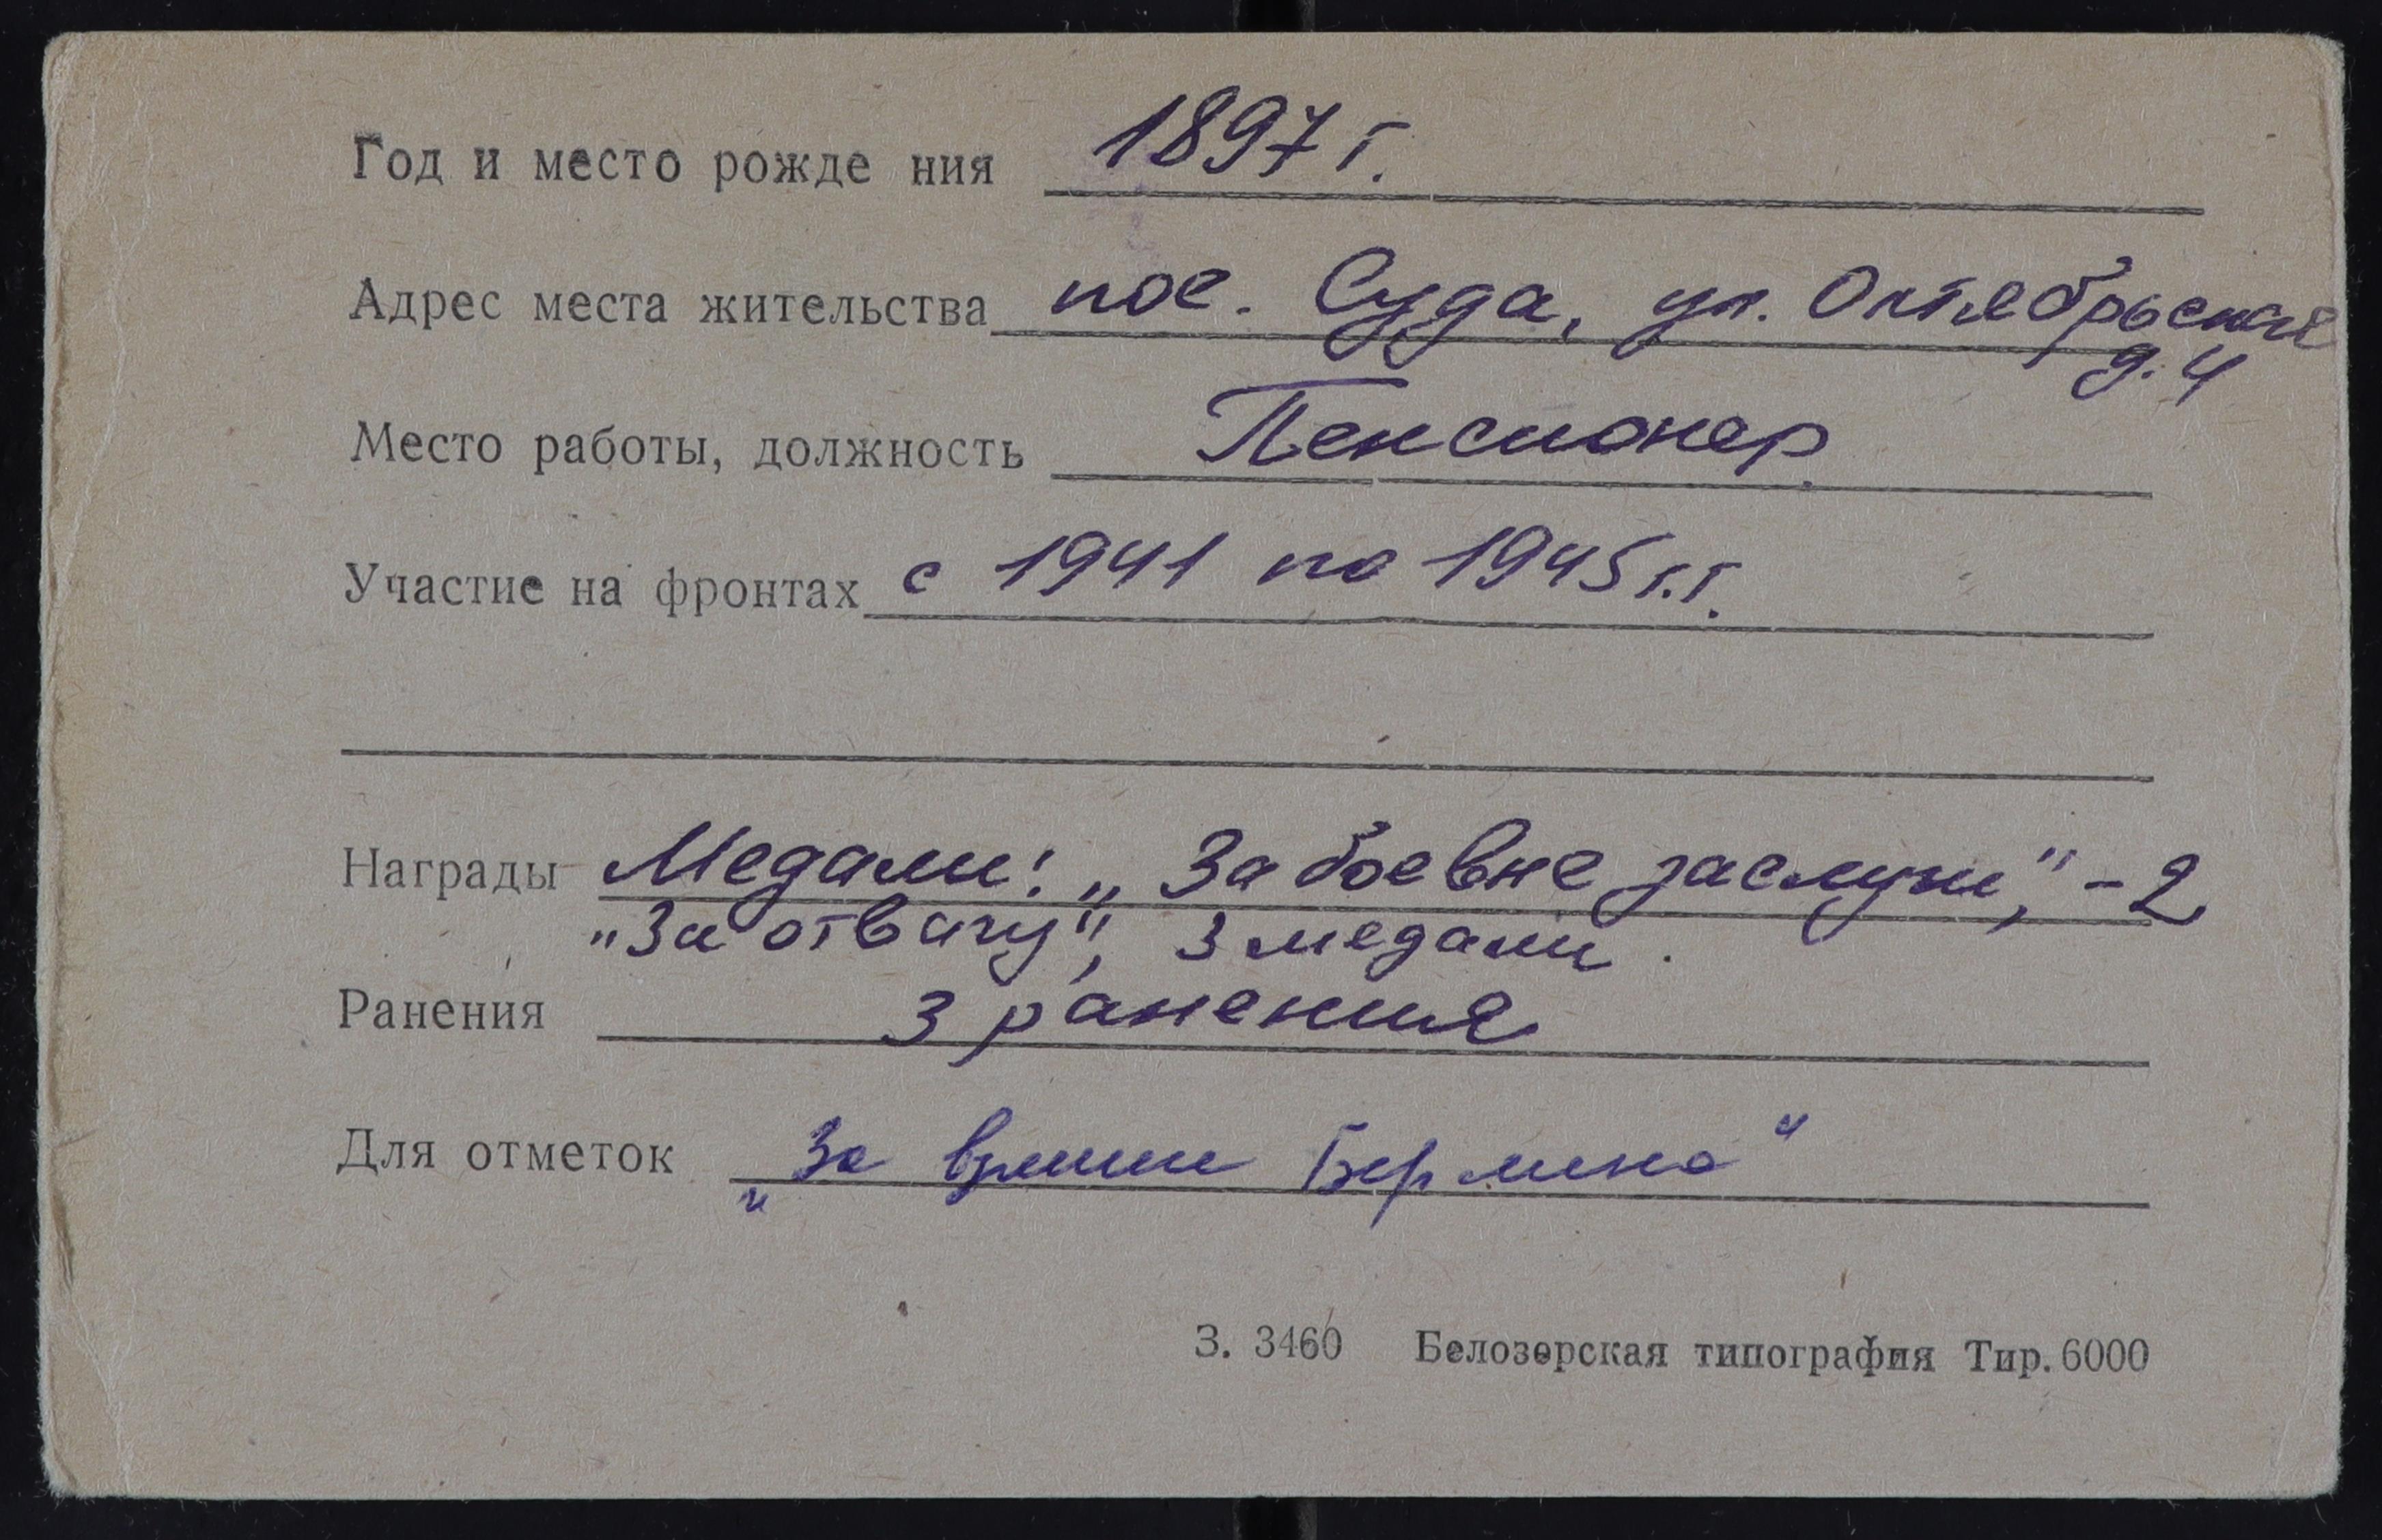 Год и место рожде ния 1897 г.
Адрес места жительства пос. Суда, ул. Октябрьская
д. 4
Место работы, должность Пенсионер
Участие на фронтах с 1941 по 1945 г.г.
Награды Медали: „За боевые заслуги," - 2
"За отвагу", 3 медали.
Ранения 3 ранения
Для отметок „За взятие Берлина"
З. 3460 Белозерская типография Тир. 6000